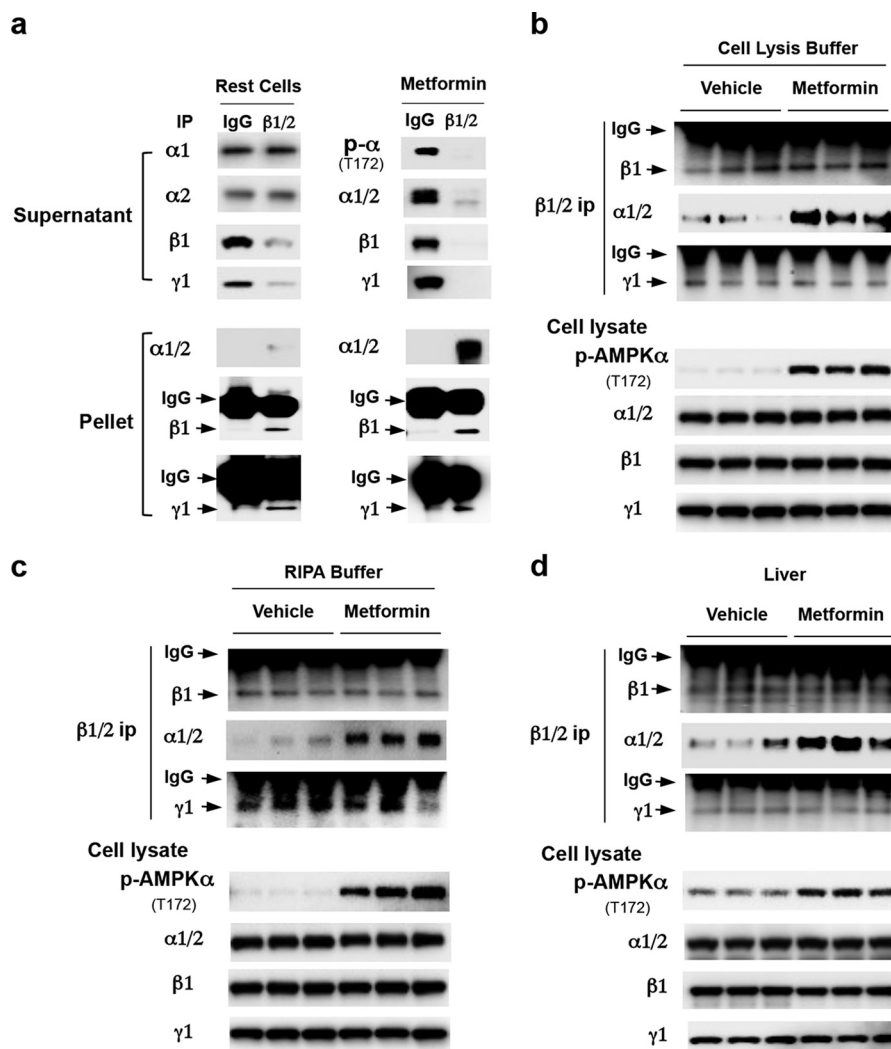 a
Rest Cells
Metformin
IP
IgG
β1/2
IgG
β1/2
Supernatant
α1
α2
β1
γ1
p-α
(T172)
α1/2
β1
γ1
Pellet
α1/2
IgG
β1
IgG
γ1
α1/2
IgG
β1
IgG
γ1
b
Cell Lysis Buffer
Vehicle
Metformin
β1/2 ip
IgG
β1
α1/2
IgG
γ1
Cell lysate
p-AMPKα
(T172)
α1/2
β1
γ1
c
RIPA Buffer
Vehicle
Metformin
β1/2 ip
IgG
β1
α1/2
IgG
γ1
Cell lysate
p-AMPKα
(T172)
α1/2
β1
γ1
d
Liver
Vehicle
Metformin
β1/2 ip
IgG
β1
α1/2
IgG
γ1
Cell lysate
p-AMPKα
(T172)
α1/2
β1
γ1